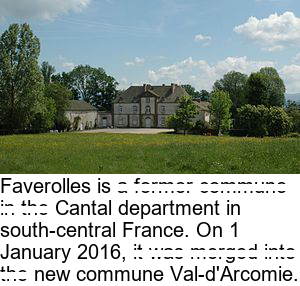 Faverolles is a former commune
in the Cantal department in
south-central France. On 1
January 2016, it was merged into
the new commune Val-d'Arcomie.